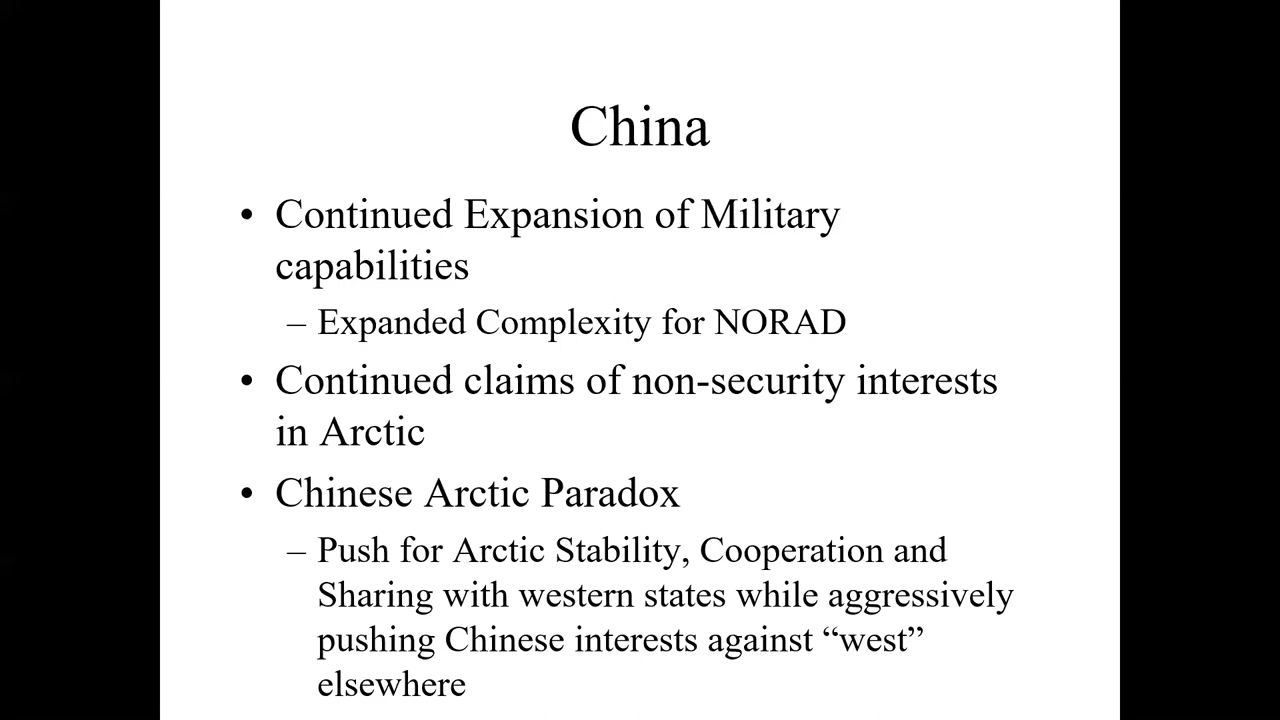 China
• Continued Expansion of Military
capabilities
– Expanded Complexity for NORAD
• Continued claims of non-security interests
in Arctic
• Chinese Arctic Paradox
– Push for Arctic Stability, Cooperation and
Sharing with western states while aggressively
pushing Chinese interests against “west”
elsewhere